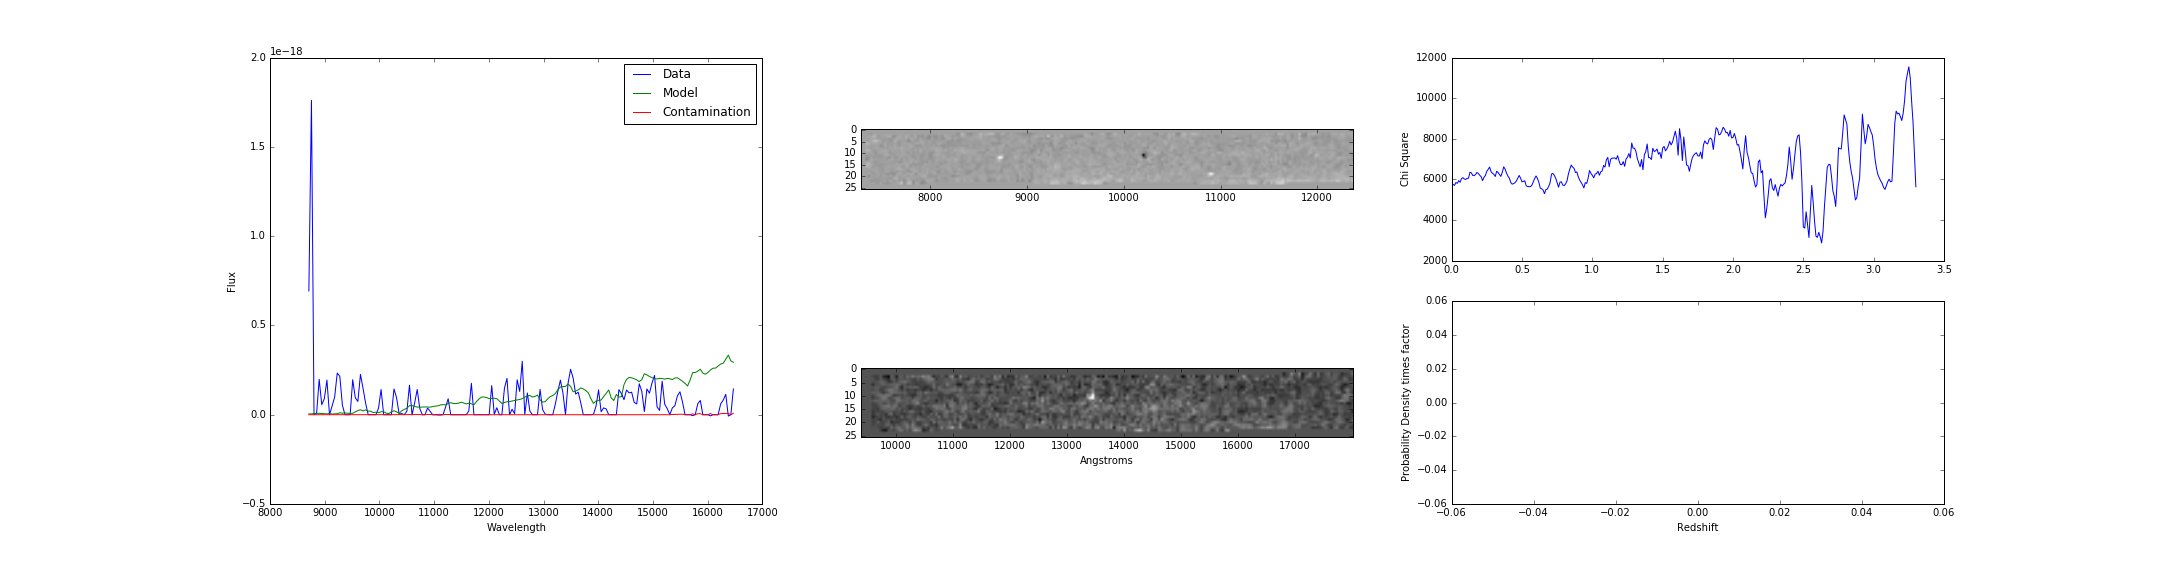 1e−18
2.0
1.5
1.0
0.5
0.0
−0.5
8000 9000 10000 11000 12000 13000 14000 15000 16000 17000
Wavelength
Flux
Data
Model
Contamination
0
5
10
15
20
25
8000 9000 10000 11000 12000
0
5
10
15
20
25
10000 11000 12000 13000 14000 15000 16000 17000
Angstroms
12000
10000
8000
6000
4000
2000
0.0 0.5 1.0 1.5 2.0 2.5 3.0 3.5
Chi Square
0.06
0.04
0.02
0.00
−0.02
−0.04
−0.06
−0.06 −0.04 −0.02 0.00 0.02 0.04 0.06
Redshift
Probability Density times factor